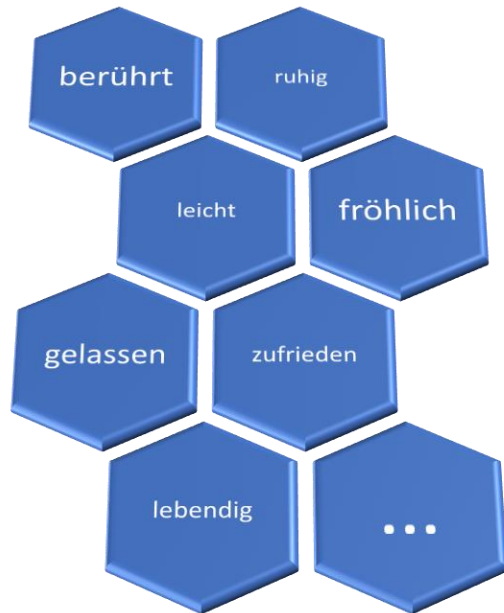 berührt
ruhig
leicht
fröhlich
gelassen
zufrieden
lebendig
...